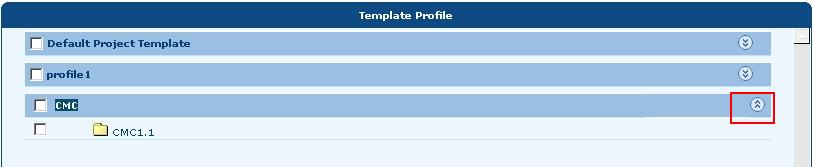 Template Profile
Default Project Template
profile1
CMC
CMC1.1